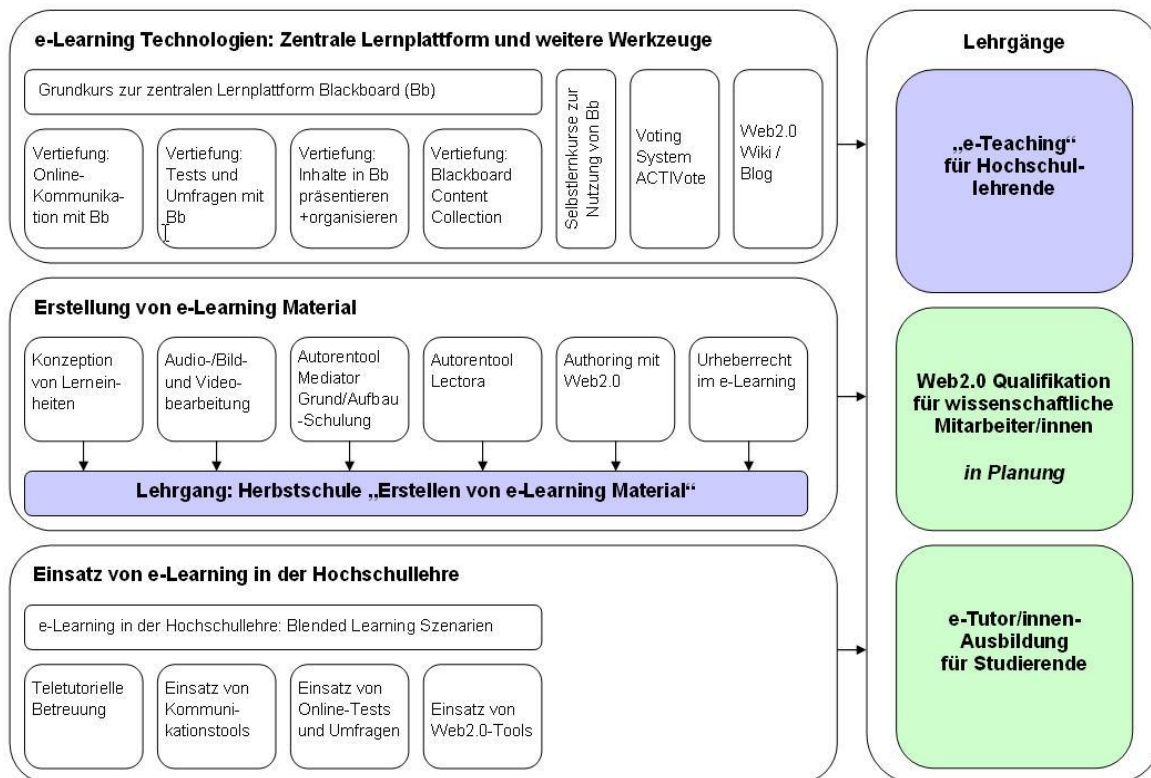 e-Learning Technologien: Zentrale Lernplattform und weitere Werkzeuge
Grundkurs zur zentralen Lernplattform Blackboard (Bb)
Vertiefung:
Online-
Kommunika-
tion mit Bb
Vertiefung:
Tests und
Umfragen mit
Bb
Vertiefung:
Inhalte in Bb
präsentieren
+organisieren
Vertiefung:
Blackboard
Content
Collection
Selbstlernkurse zur
Nutzung von Bb
Voting
System
ACTIVote
Web2.0
Wiki /
Blog
Erstellung von e-Learning Material
Konzeption
von Lernein-
heiten
Audio-/Bild-
und Video-
bearbeitung
Autorentool
Mediator
Grund/Aufbau
-Schulung
Autorentool
Lectora
Authoring mit
Web2.0
Urheberrecht
im e-Learning
Lehrgang: Herbstschule „Erstellen von e-Learning Material“
Einsatz von e-Learning in der Hochschullehre
e-Learning in der Hochschullehre: Blended Learning Szenarien
Teletutorielle
Betreuung
Einsatz von
Kommuni-
kationstools
Einsatz von
Online-Tests
und Umfragen
Einsatz von
Web2.0-Tools
Lehrgänge
„e-Teaching“
für Hochschul-
lehrende
Web2.0 Qualifikation
für wissenschaftliche
Mitarbeiter/innen
in Planung
e-Tutor/innen-
Ausbildung
für Studierende